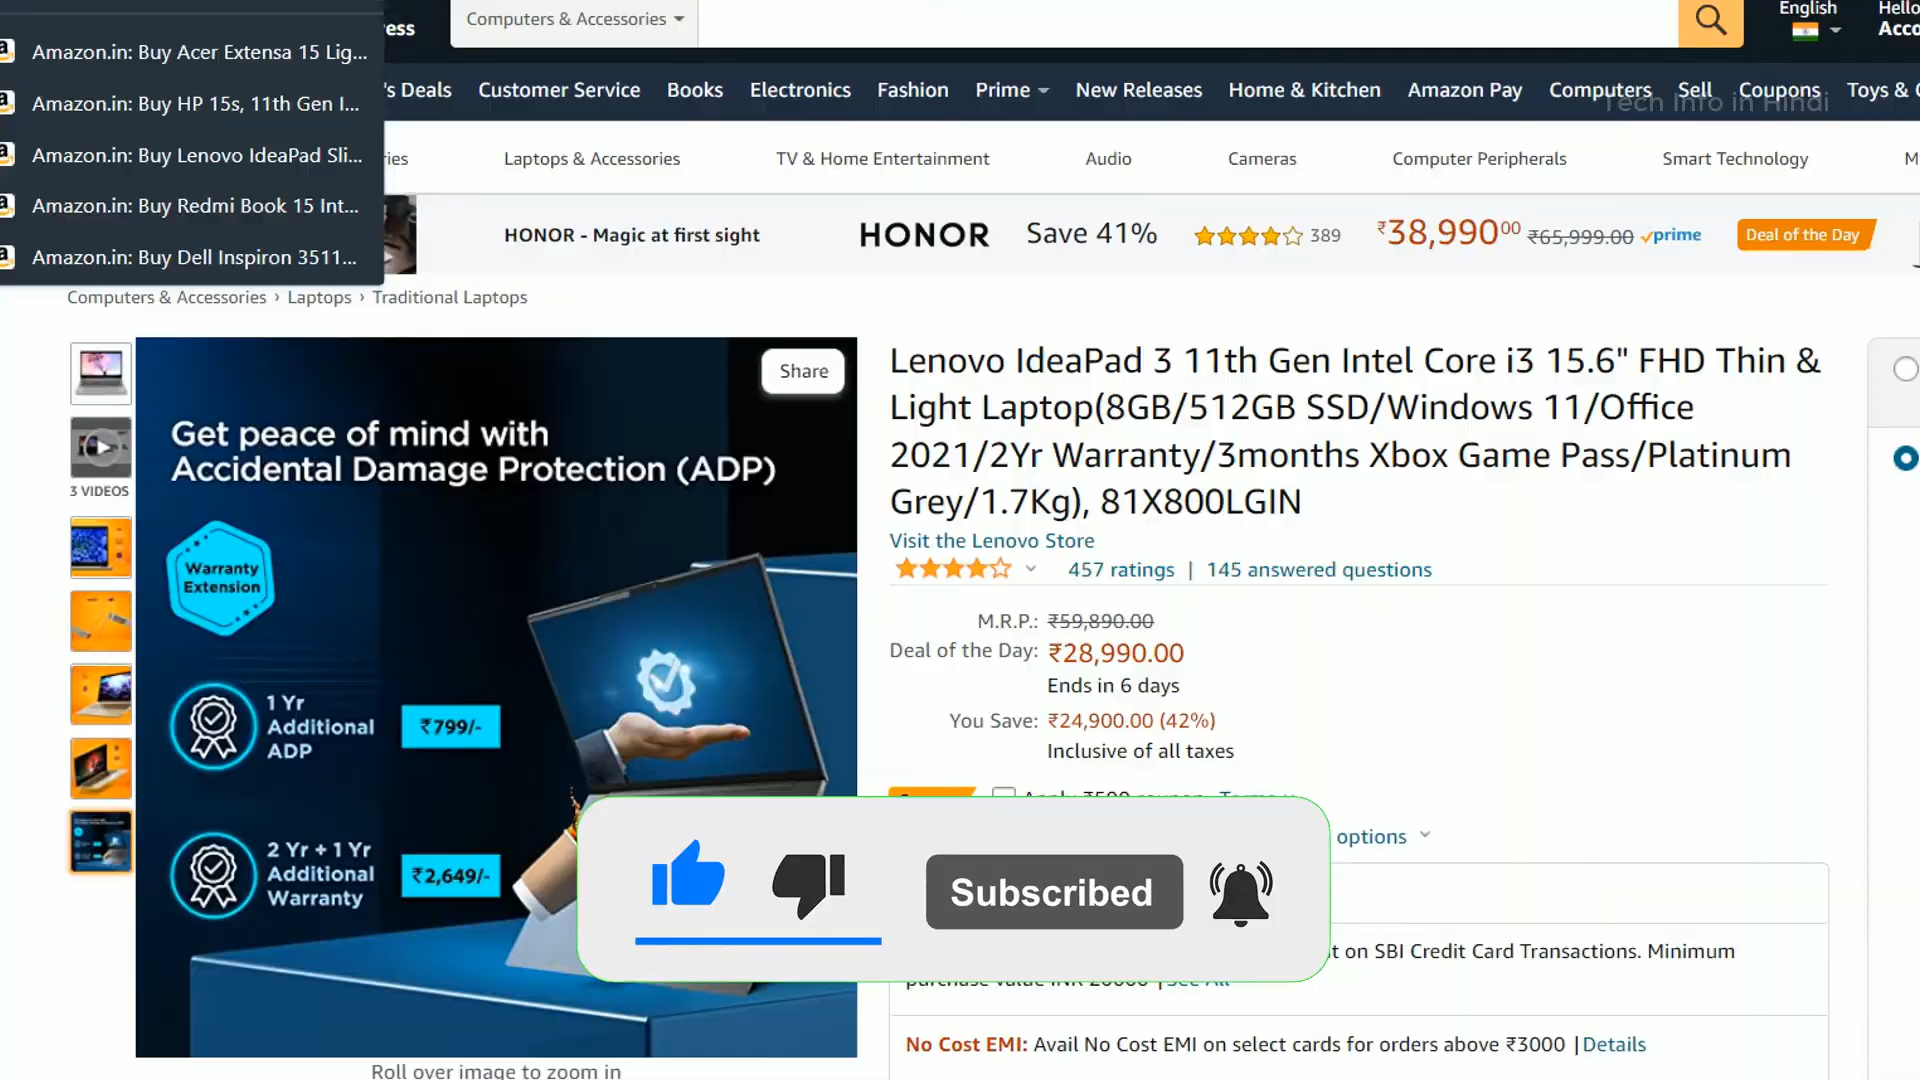 ress
Computers & Accessories
English
Hello
Acco
Amazon.in: Buy Acer Extensa 15 Lig...
Amazon.in: Buy HP 15s, 11th Gen I...
Amazon.in: Buy Lenovo IdeaPad Sli...
Amazon.in: Buy Redmi Book 15 Int...
Amazon.in: Buy Dell Inspiron 3511...
's Deals Customer Service Books Electronics Fashion Prime New Releases Home & Kitchen Amazon Pay Computers Sell Coupons Toys &
Tech Info in Hindi
ies Laptops & Accessories TV & Home Entertainment Audio Cameras Computer Peripherals Smart Technology M
HONOR - Magic at first sight HONOR Save 41% 389 ₹38,990⁰⁰ ₹65,999.00 prime Deal of the Day
Computers & Accessories › Laptops › Traditional Laptops
Share
Get peace of mind with
Accidental Damage Protection (ADP)
Warranty
Extension
1 Yr
Additional
ADP
₹799/-
2 Yr + 1 Yr
Additional
Warranty
₹2,649/-
3 VIDEOS
Roll over image to zoom in
Lenovo IdeaPad 3 11th Gen Intel Core i3 15.6" FHD Thin &
Light Laptop(8GB/512GB SSD/Windows 11/Office
2021/2Yr Warranty/3months Xbox Game Pass/Platinum
Grey/1.7Kg), 81X800LGIN
Visit the Lenovo Store
457 ratings | 145 answered questions
M.R.P.: ₹59,890.00
Deal of the Day: ₹28,990.00
Ends in 6 days
You Save: ₹24,900.00 (42%)
Inclusive of all taxes
options
Subscribed
t on SBI Credit Card Transactions. Minimum
No Cost EMI: Avail No Cost EMI on select cards for orders above ₹3000 | Details